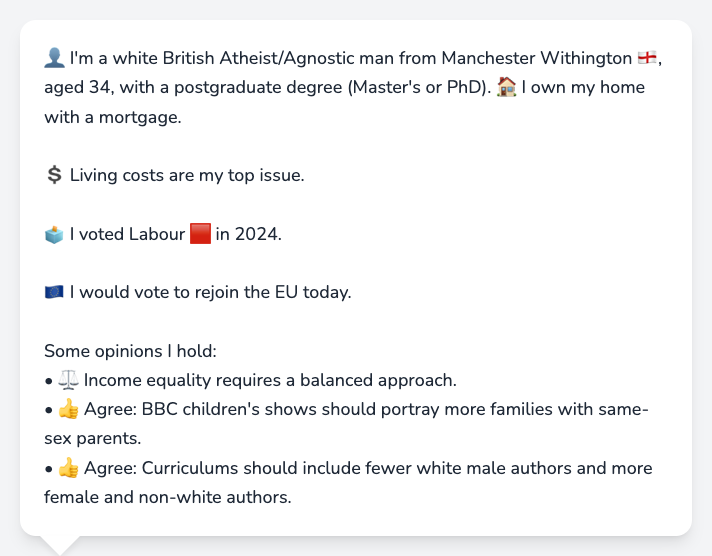 👤 I'm a white British Atheist/Agnostic man from Manchester Withington 🏴󠁧󠁢󠁥󠁮󠁧󠁿,
aged 34, with a postgraduate degree (Master's or PhD). 🏠 I own my home
with a mortgage.
💲 Living costs are my top issue.
🗳️ I voted Labour 🟥 in 2024.
🇪🇺 I would vote to rejoin the EU today.
Some opinions I hold:
• ⚖️ Income equality requires a balanced approach.
• 👍 Agree: BBC children's shows should portray more families with same-
sex parents.
• 👍 Agree: Curriculums should include fewer white male authors and more
female and non-white authors.